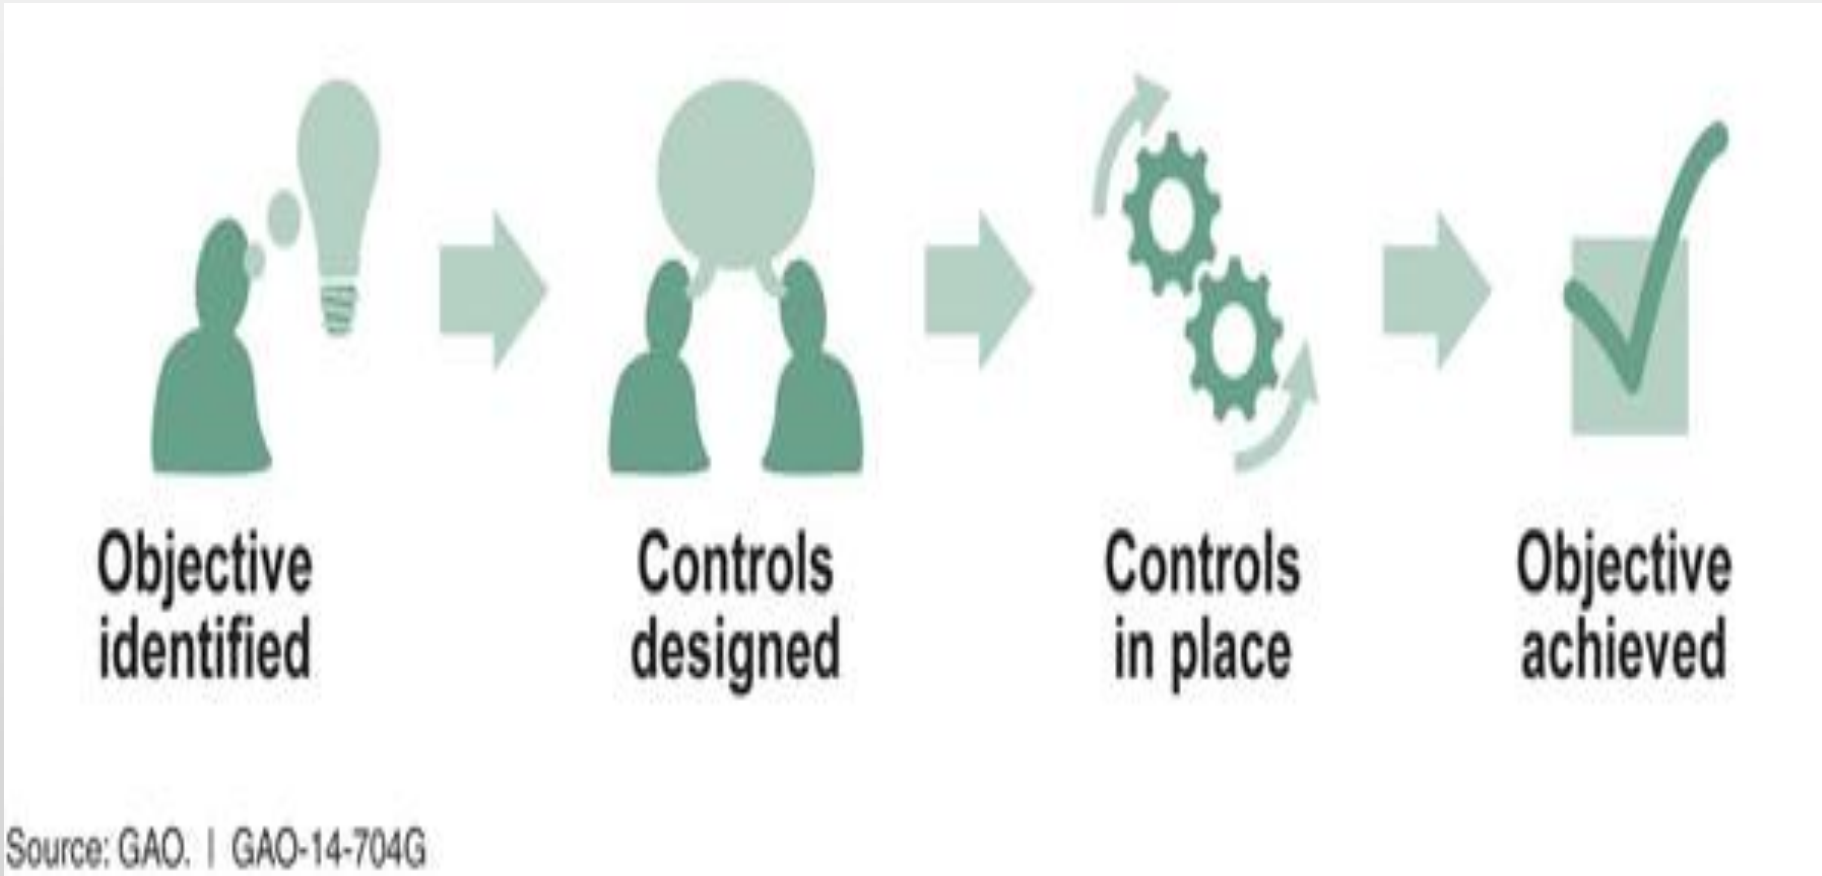 Objective
identified
Controls
designed
Controls
in place
Objective
achieved
Source: GAO. | GAO-14-704G